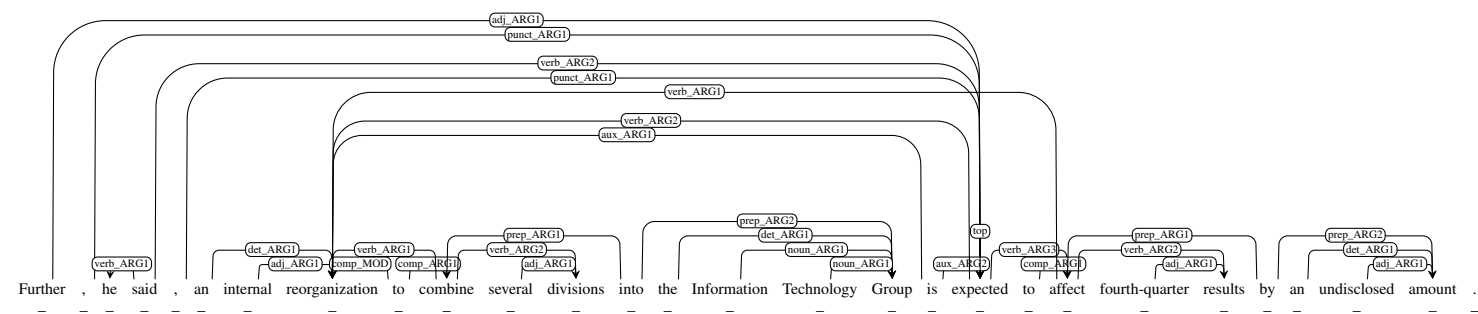 adj_ARG1
punct_ARG1
verb_ARG2
punct_ARG1
verb_ARG1
verb_ARG2
aux_ARG1
prep_ARG2
top
prep_ARG1 det_ARG1 prep_ARG1 prep_ARG2
det_ARG1 verb_ARG1 verb_ARG2 noun_ARG1 verb_ARG3 verb_ARG2 det_ARG1
verb_ARG1 adj_ARG1 comp_MOD comp_ARG1 adj_ARG1 noun_ARG1 aux_ARG2 comp_ARG1 adj_ARG1 adj_ARG1
Further , he said , an internal reorganization to combine several divisions into the Information Technology Group is expected to affect fourth-quarter results by an undisclosed amount .
_ _ _ _ _ _ _ _ _ _ _ _ _ _ _ _ _ _ _ _ _ _ _ _ _ _ _ _ _